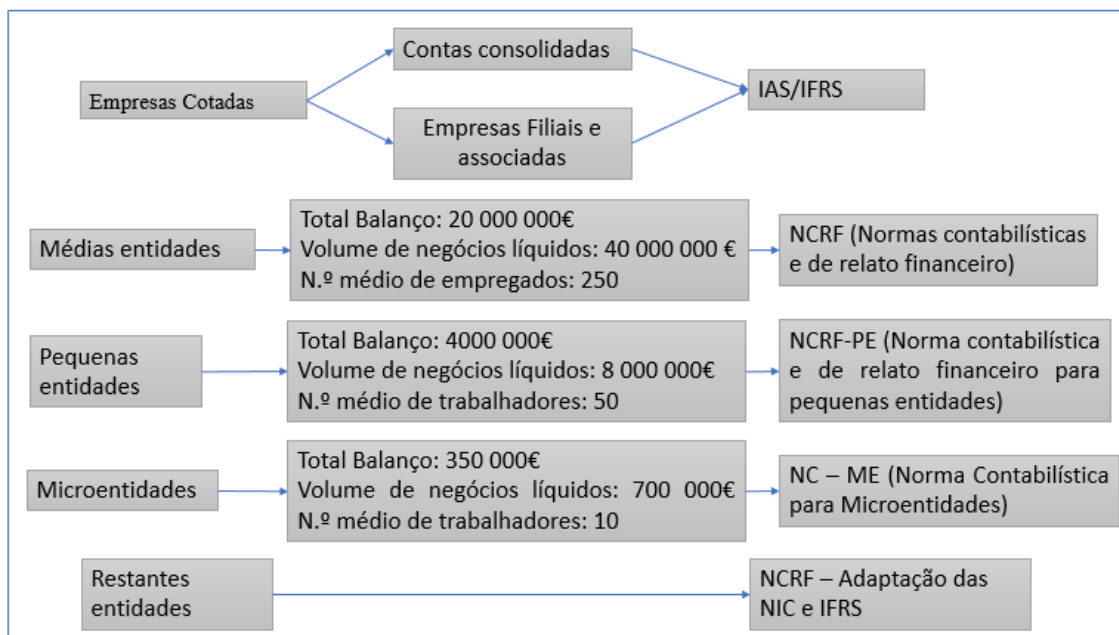 Contas consolidadas
Empresas Cotadas
IAS/IFRS
Empresas Filiais e
associadas
Médias entidades
Total Balanço: 20 000 000€
Volume de negócios líquidos: 40 000 000 €
N.º médio de empregados: 250
NCRF (Normas contabilísticas
e de relato financeiro)
Pequenas
entidades
Total Balanço: 4000 000€
Volume de negócios líquidos: 8 000 000€
N.º médio de trabalhadores: 50
NCRF-PE (Norma contabilística
e de relato financeiro para
pequenas entidades)
Microentidades
Total Balanço: 350 000€
Volume de negócios líquidos: 700 000€
N.º médio de trabalhadores: 10
NC – ME (Norma Contabilística
para Microentidades)
Restantes
entidades
NCRF – Adaptação das
NIC e IFRS